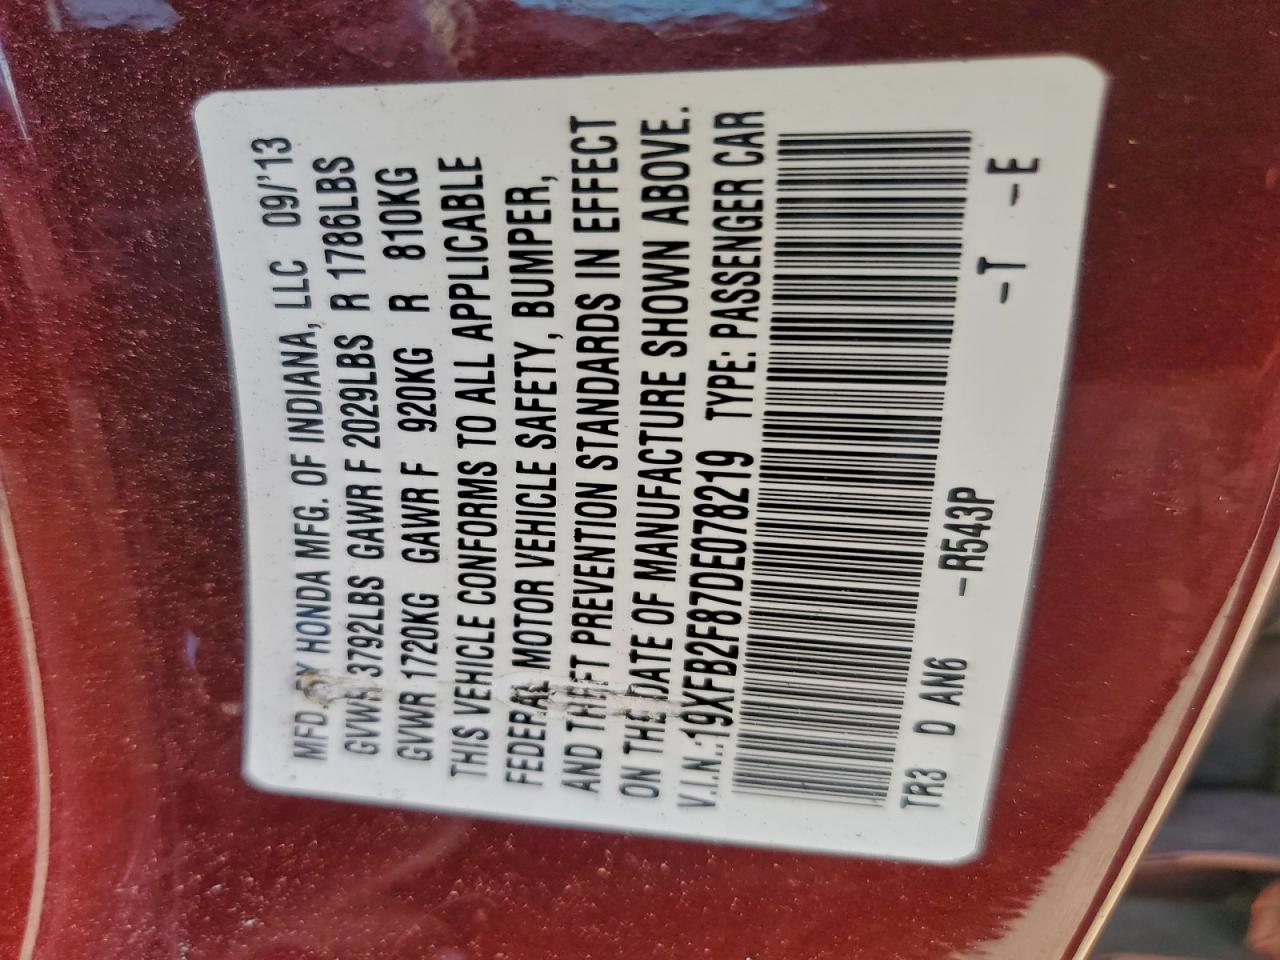 MFD BY HONDA MFG. OF INDIANA, LLC 09/'13
GVWR 3792LBS GAWR F 2029LBS R 1786LBS
GVWR 1720KG GAWR F 920KG R 810KG
THIS VEHICLE CONFORMS TO ALL APPLICABLE
FEDERAL MOTOR VEHICLE SAFETY, BUMPER,
AND THEFT PREVENTION STANDARDS IN EFFECT
ON THE DATE OF MANUFACTURE SHOWN ABOVE.
V.I.N.:19XFB2F87DE078219 TYPE: PASSENGER CAR
TR3 D AN6 -R543P -T -E